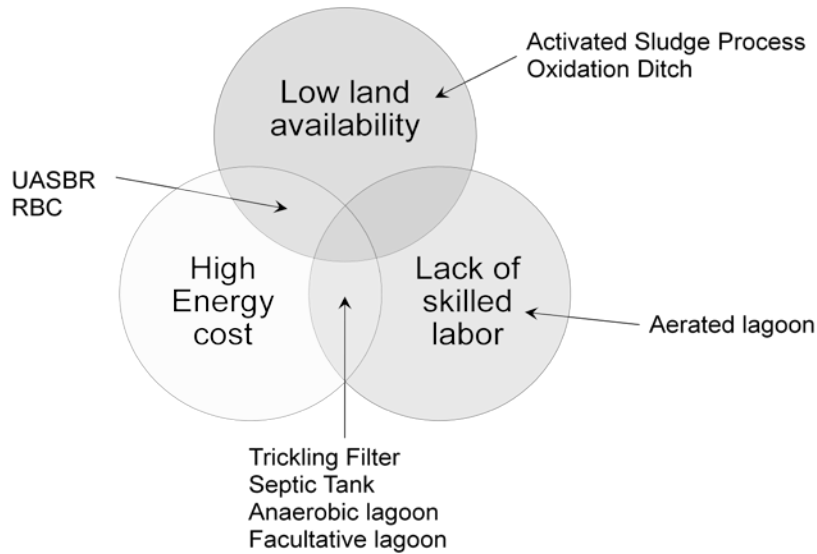 Activated Sludge Process
Oxidation Ditch
Low land
availability
UASBR
RBC
High
Energy
cost
Lack of
skilled
labor
Aerated lagoon
Trickling Filter
Septic Tank
Anaerobic lagoon
Facultative lagoon